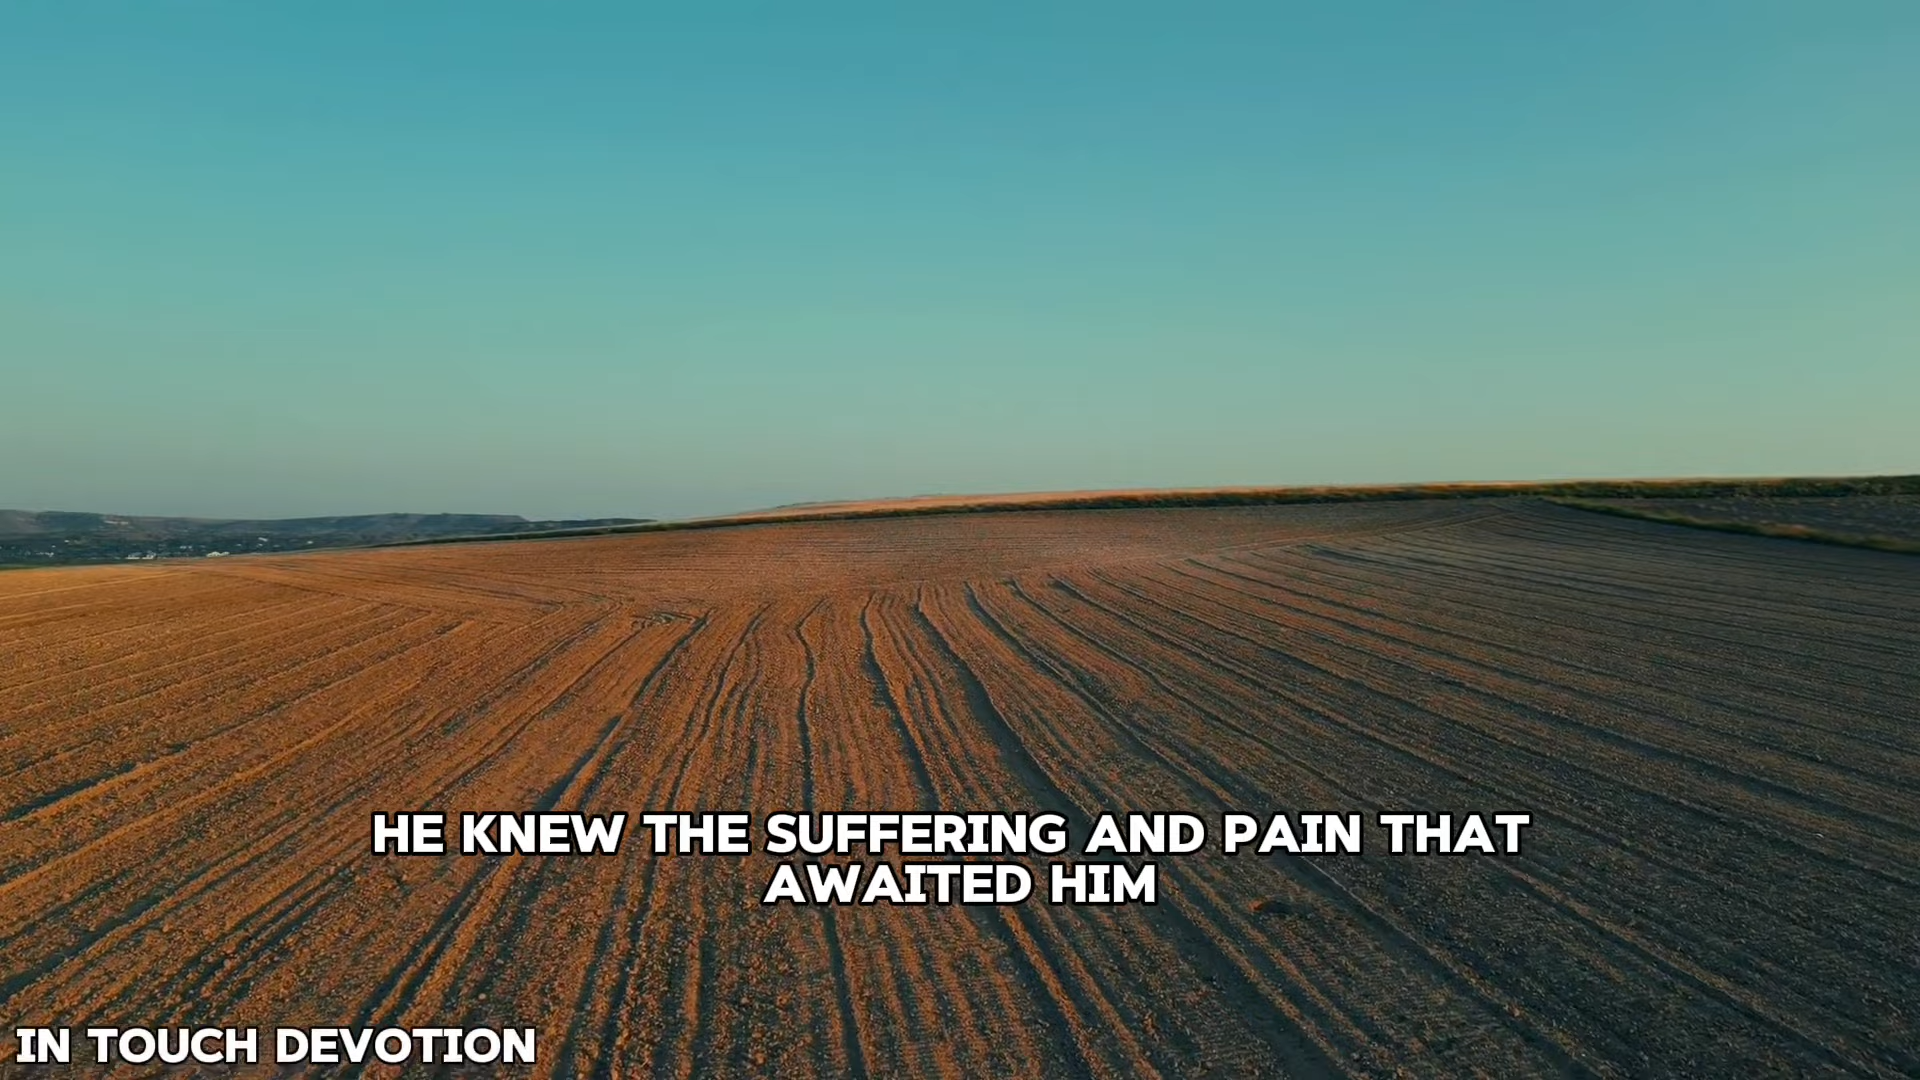 HE KNEW THE SUFFERING AND PAIN THAT
AWAITED HIM
IN TOUCH DEVOTION